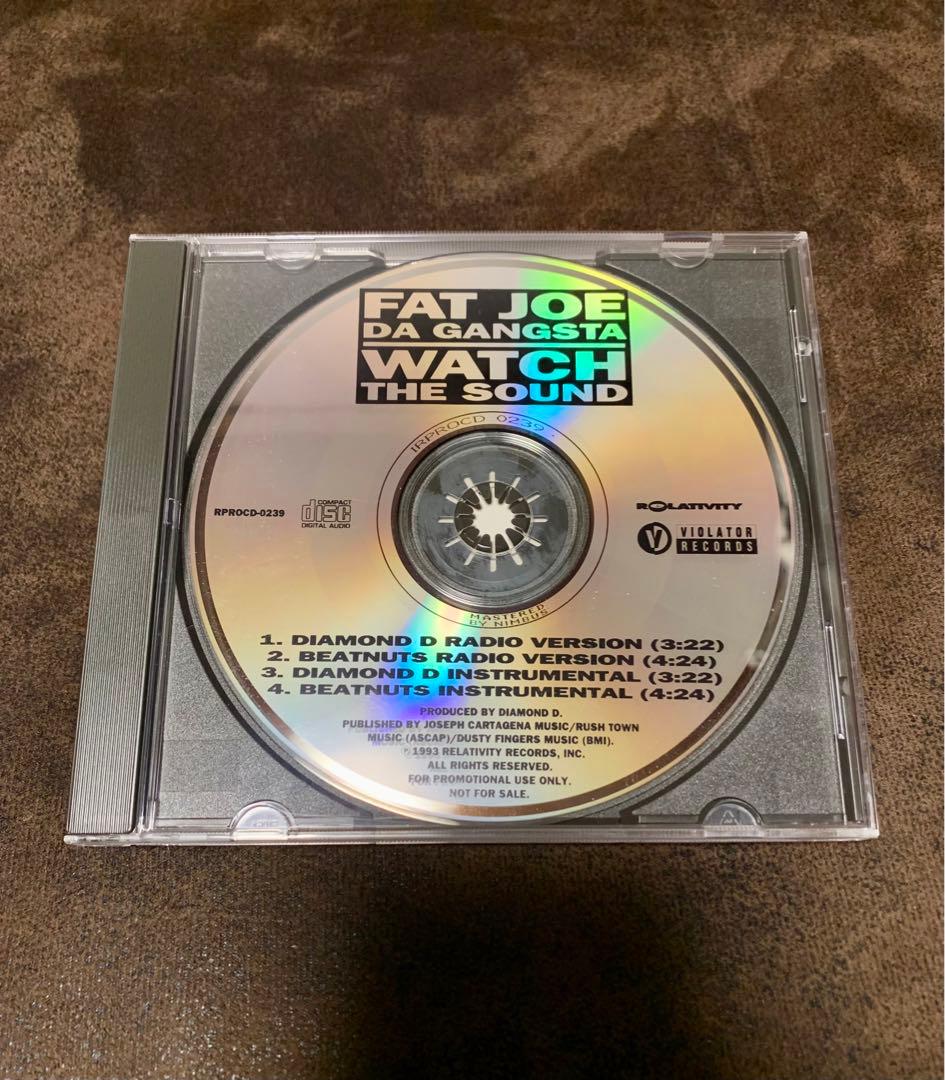 FAT JOE
DA GANGSTA
WATCH
THE SOUND
IRPROCD 0239
RPROCD-0239
COMPACT
disc
DIGITAL AUDIO
RELATIVITY
V
VIOLATOR
RECORDS
MASTERED
BY NIMBUS
1. DIAMOND D RADIO VERSION (3:22)
2. BEATNUTS RADIO VERSION (4:24)
3. DIAMOND D INSTRUMENTAL (3:22)
4. BEATNUTS INSTRUMENTAL (4:24)
PRODUCED BY DIAMOND D.
PUBLISHED BY JOSEPH CARTAGENA MUSIC/RUSH TOWN
MUSIC (ASCAP)/DUSTY FINGERS MUSIC (BMI).
℗1993 RELATIVITY RECORDS, INC.
ALL RIGHTS RESERVED.
FOR PROMOTIONAL USE ONLY.
NOT FOR SALE.